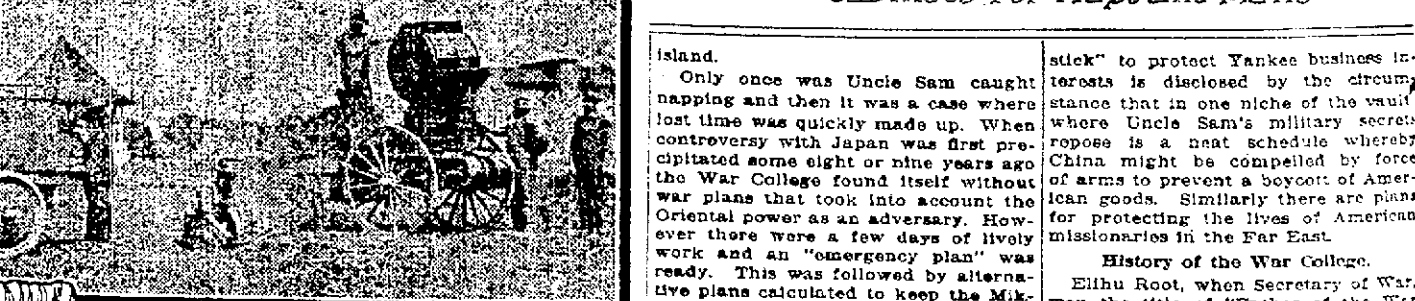 island.
Only once was Uncle Sam caught
napping and then it was a case where
lost time was quickly made up. When
controversy with Japan was first pre-
cipitated some eight or nine years ago
the War College found itself without
war plans that took into account the
Oriental power as an adversary. How-
ever there were a few days of lively
work and an "emergency plan" was
ready. This was followed by alterna-
tive plans calculated to keep the Mik-
stick" to protect Yankee business in-
terests is disclosed by the circum-
stance that in one niche of the vault
where Uncle Sam's military secrets
repose is a neat schedule whereby
China might be compelled by force
of arms to prevent a boycott of Amer-
ican goods. Similarly there are plans
for protecting the lives of American
missionaries in the Far East.
History of the War College.
Elihu Root, when Secretary of War,